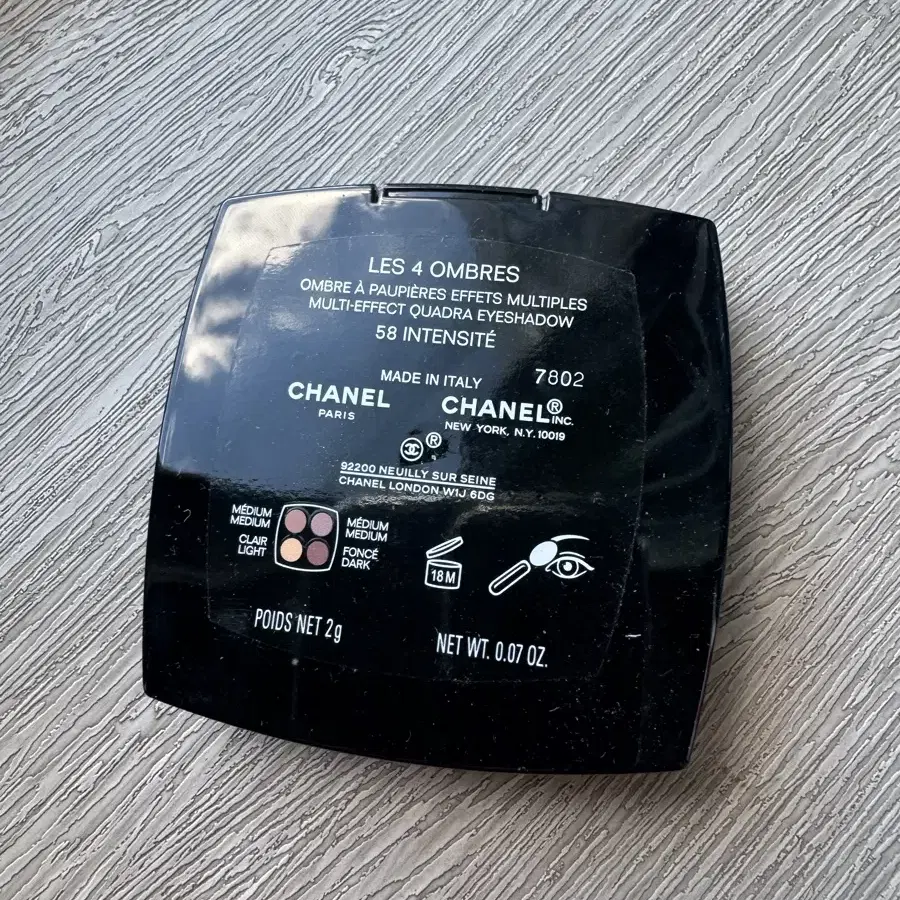 LES 4 OMBRES
OMBRE À PAUPIÈRES EFFETS MULTIPLES
MULTI-EFFECT QUADRA EYESHADOW
58 INTENSITÉ
MADE IN ITALY 7802
CHANEL
PARIS
CHANEL® INC.
NEW YORK, N.Y. 10019
®
92200 NEUILLY SUR SEINE
CHANEL LONDON W1J 6DG
MÉDIUM
MEDIUM
MÉDIUM
MEDIUM
CLAIR
LIGHT
FONCÉ
DARK
18 M
POIDS NET 2g
NET WT. 0.07 OZ.